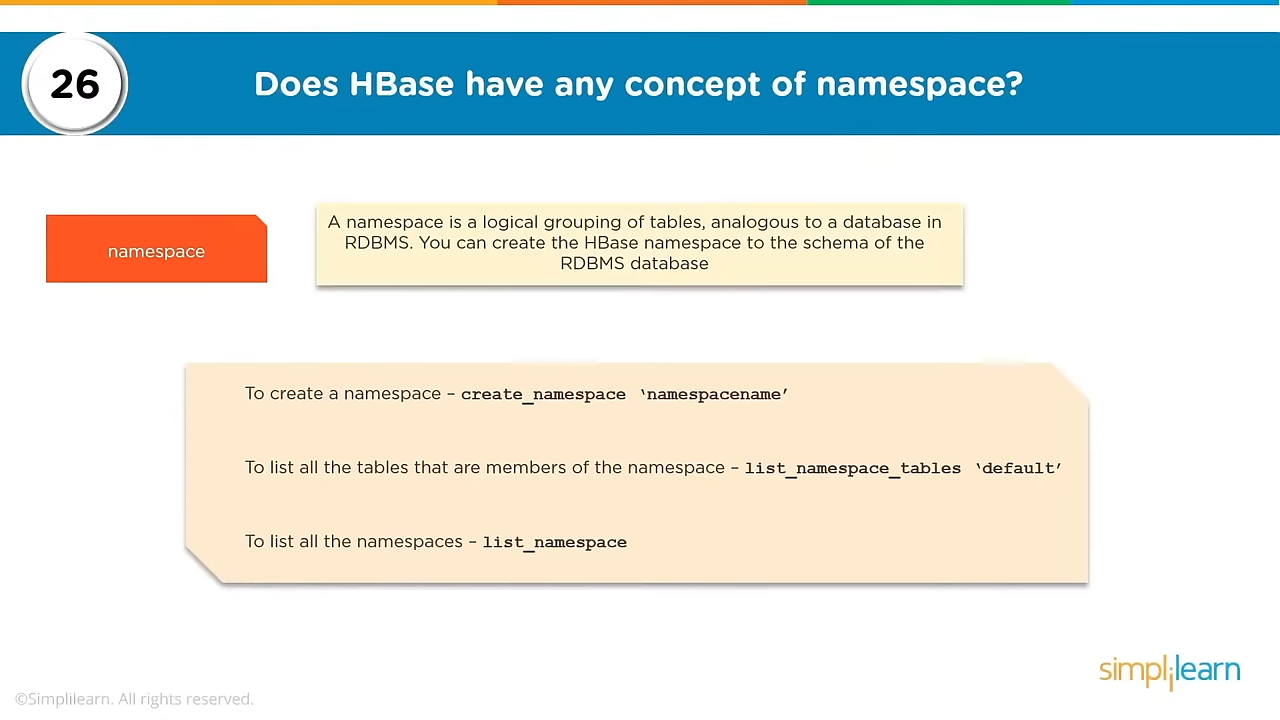 26
Does HBase have any concept of namespace?
namespace
A namespace is a logical grouping of tables, analogous to a database in
RDBMS. You can create the HBase namespace to the schema of the
RDBMS database
To create a namespace – create_namespace ‘namespacename’
To list all the tables that are members of the namespace – list_namespace_tables ‘default’
To list all the namespaces – list_namespace
simplilearn
©Simplilearn. All rights reserved.